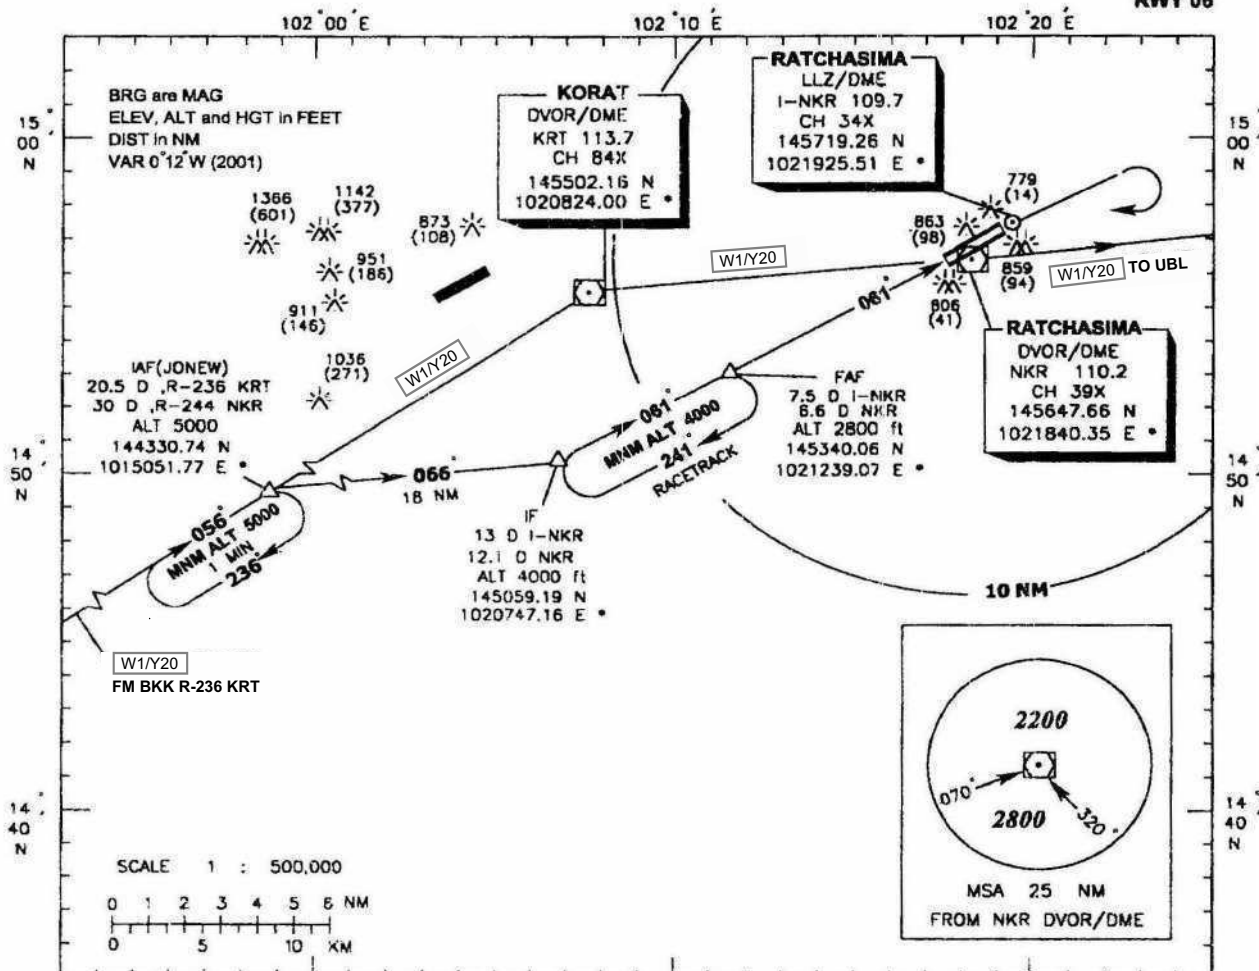 RWY 06
102°00'E
102°10'E
102°20'E
BRG are MAG
ELEV, ALT and HGT in FEET
DIST in NM
VAR 0°12'W (2001)
KORAT
DVOR/DME
KRT 113.7
CH 84X
145502.16 N
1020824.00 E *
RATCHASIMA
LLZ/DME
I-NKR 109.7
CH 34X
145719.26 N
1021925.51 E *
15°
00'
N
15°
00'
N
1366
(601)
1142
(377)
873
(108)
951
(186)
911
(146)
1036
(271)
779
(14)
863
(98)
859
(94)
806
(41)
W1/Y20
W1/Y20 TO UBL
061°
RATCHASIMA
DVOR/DME
NKR 110.2
CH 39X
145647.66 N
1021840.35 E *
W1/Y20
IAF(JONEW)
20.5 D ,R-236 KRT
30 D ,R-244 NKR
ALT 5000
144330.74 N
1015051.77 E *
FAF
7.5 D I-NKR
6.6 D NKR
ALT 2800 ft
145340.06 N
1021239.07 E *
061°
MNM ALT 4000
241°
RACETRACK
14°
50'
N
14°
50'
N
066°
18 NM
056°
MNM ALT 5000
1 MIN
236°
IF
13 D I-NKR
12.1 D NKR
ALT 4000 ft
145059.19 N
1020747.16 E *
10 NM
W1/Y20
FM BKK R-236 KRT
2200
070°
2800
320°
MSA 25 NM
FROM NKR DVOR/DME
14°
40'
N
14°
40'
N
SCALE 1 : 500,000
0 1 2 3 4 5 6 NM
0 5 10 KM